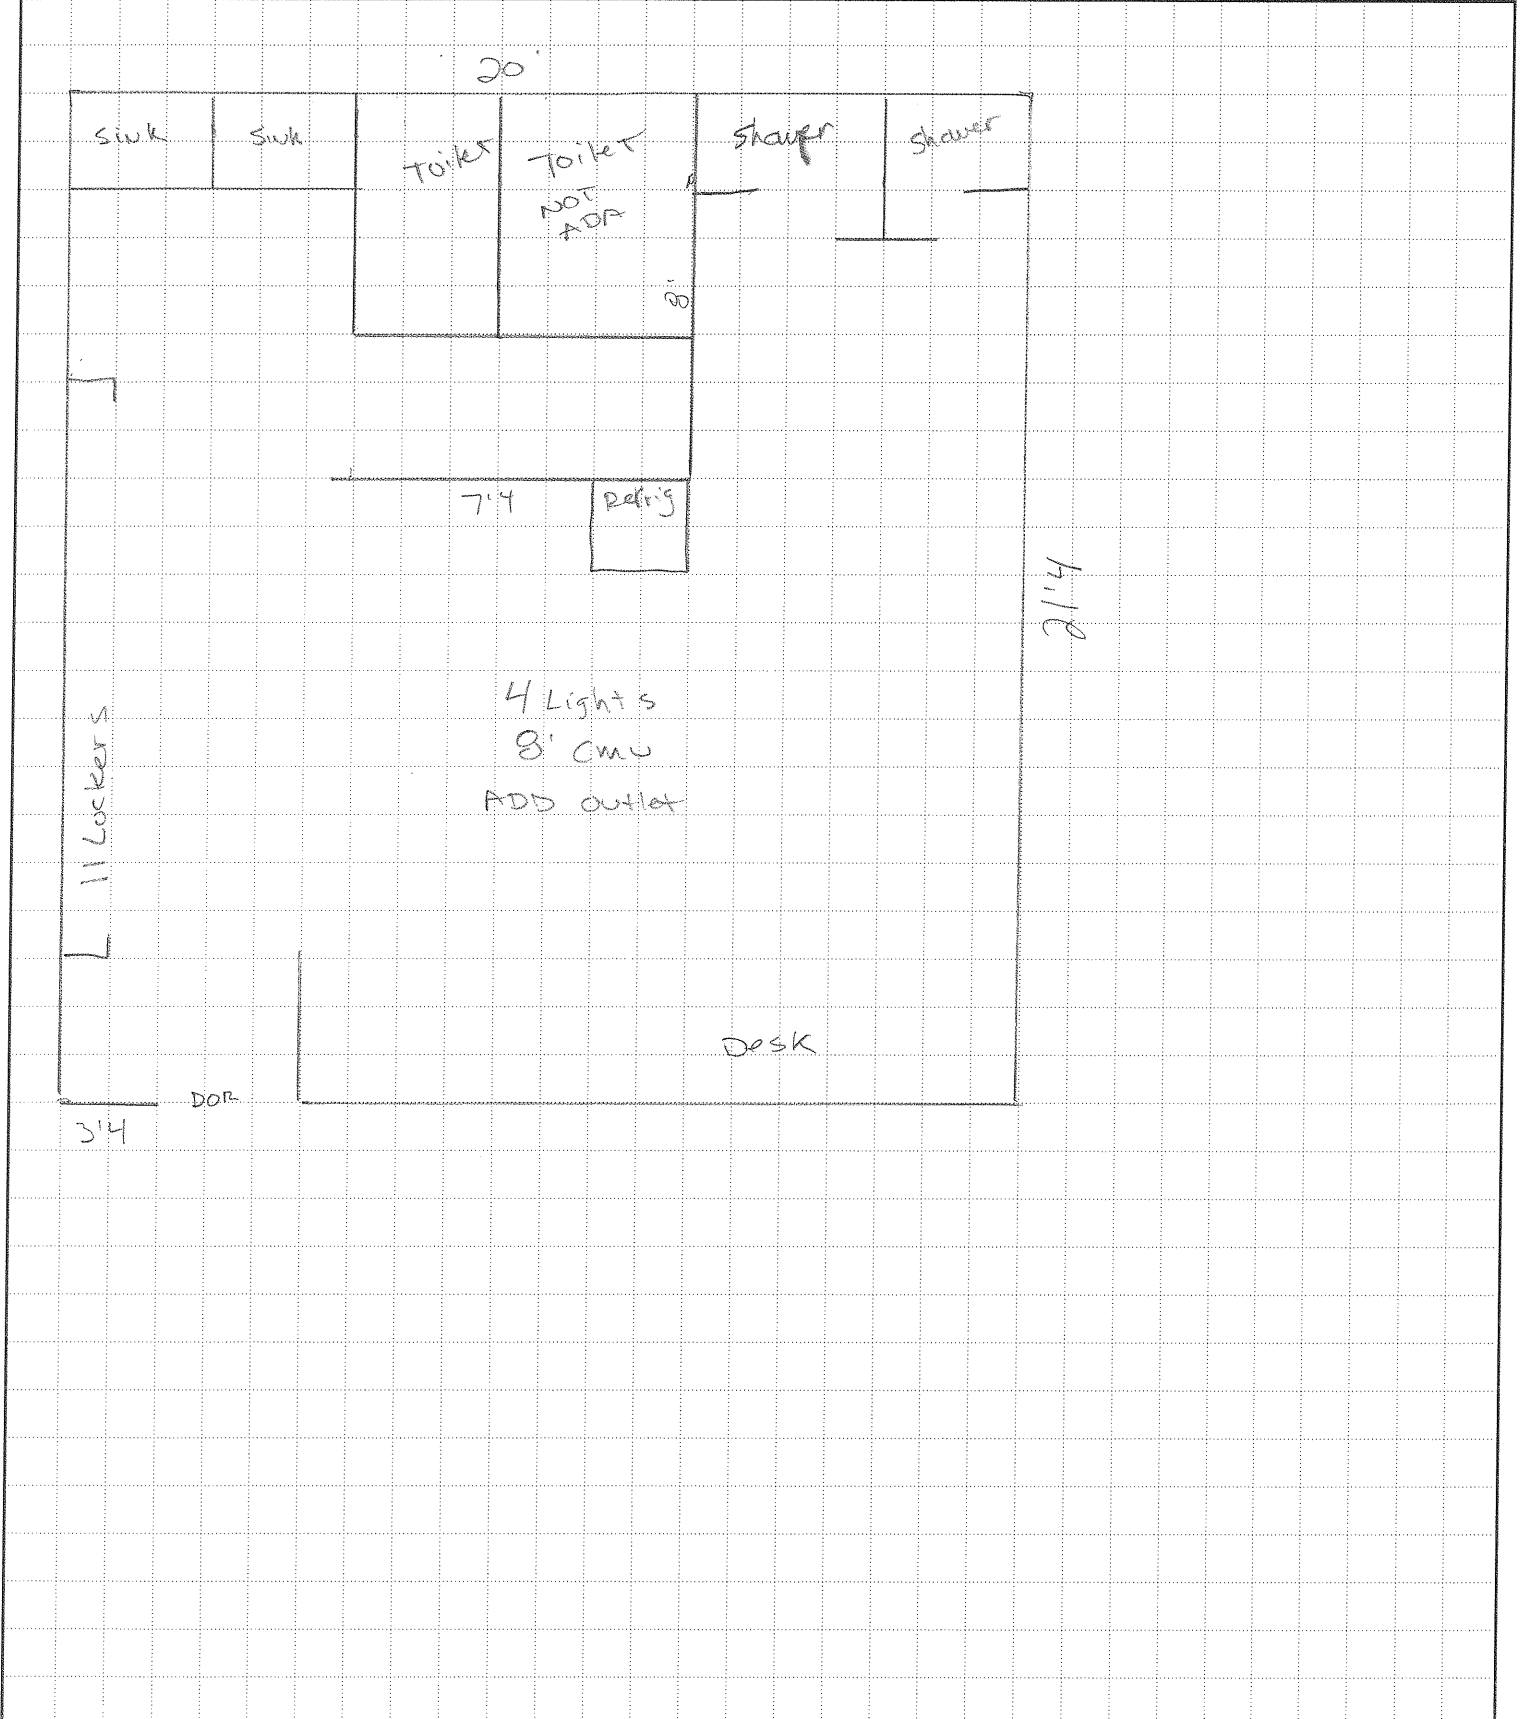 20'
Sink
Sink
Toilet
Toilet
NOT
ADA
Shower
Shower
8'
7'4
Refrig
21'4
4 Lights
8' cmu
ADD outlet
11 Lockers
Desk
DOR
3'4